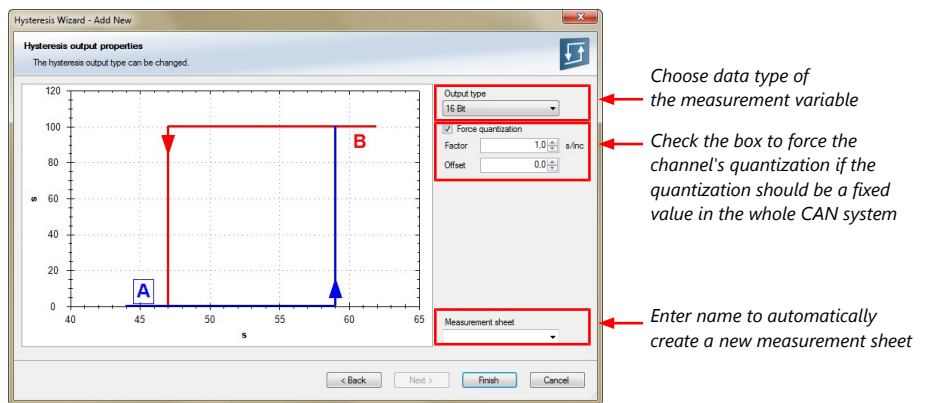 Hysteresis Wizard - Add New
Hysteresis output properties
The hysteresis output type can be changed.
120
100
80
60
40
20
0
s
40
45
50
55
60
65
s
A
B
Output type
16 Bit
Force quantization
Factor 1,0 s/inc
Offset 0,0
Measurement sheet
< Back Next > Finish Cancel
Choose data type of
the measurement variable
Check the box to force the
channel's quantization if the
quantization should be a fixed
value in the whole CAN system
Enter name to automatically
create a new measurement sheet